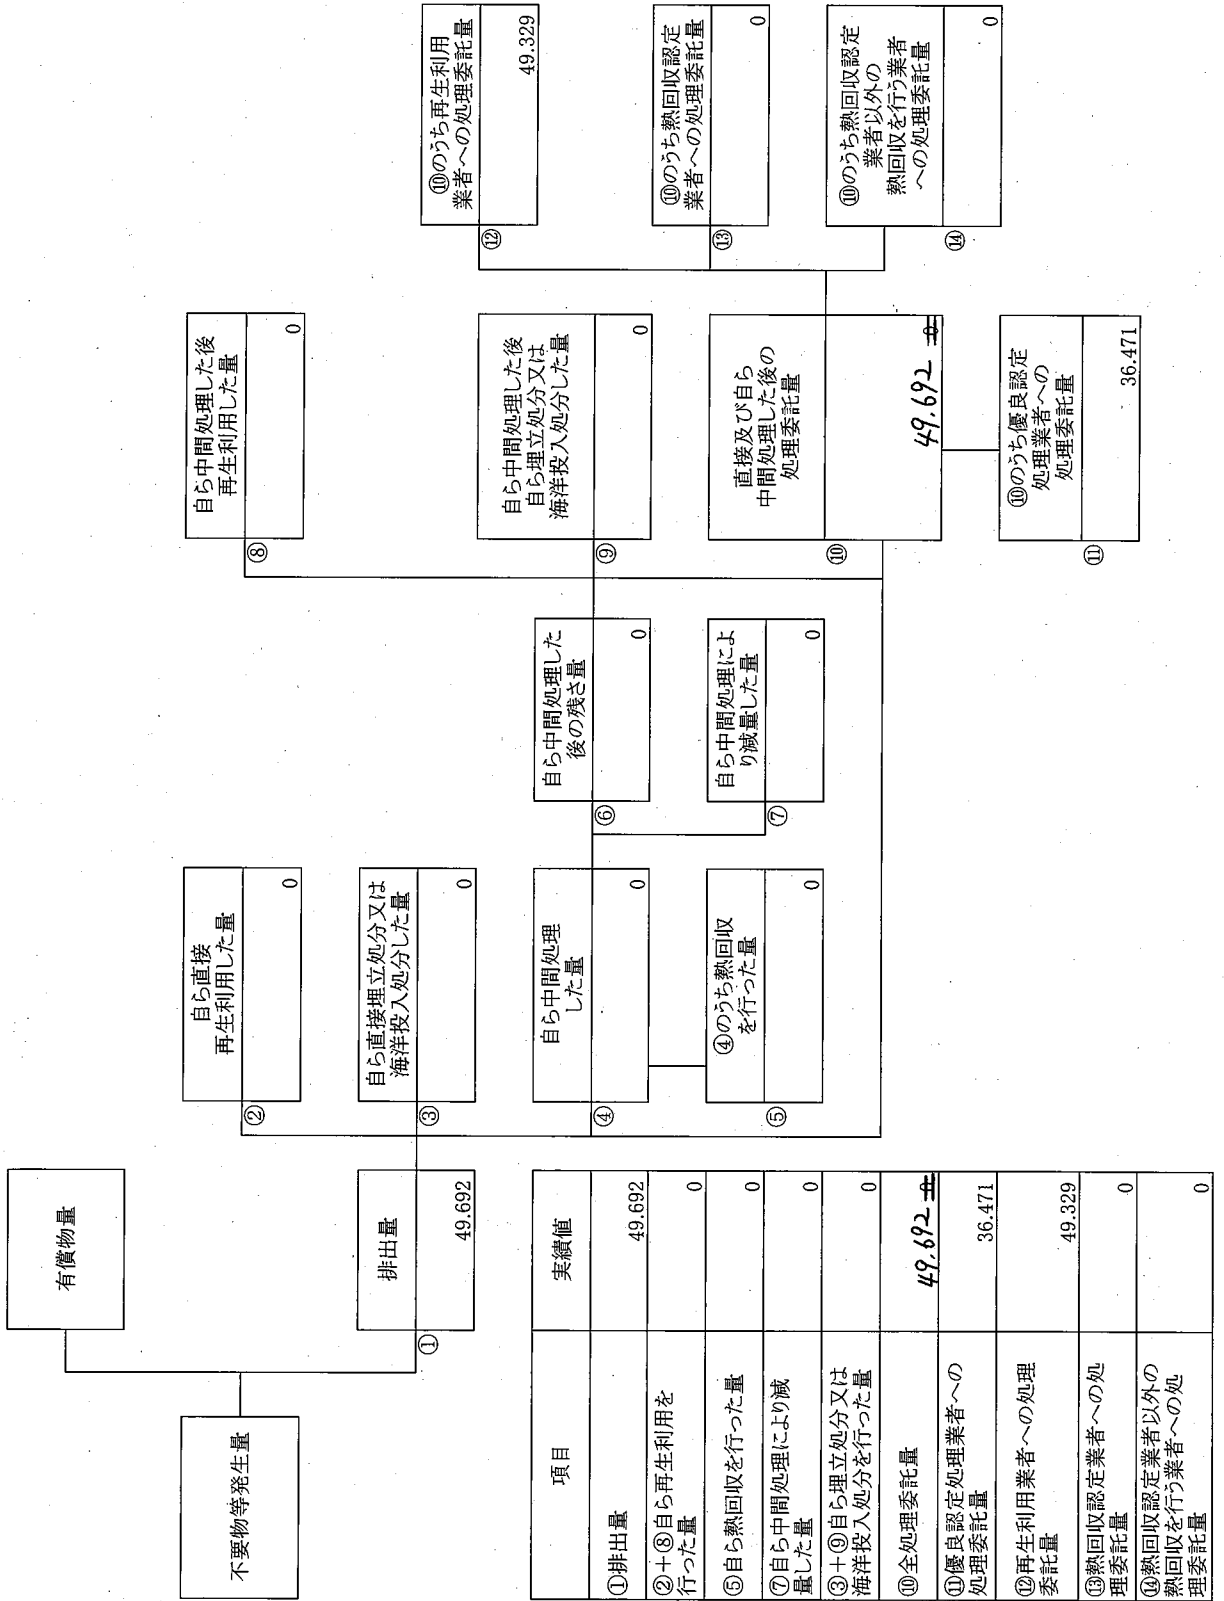 有償物量
不要物等発生量
排出量
①
49.692
自ら直接
再生利用した量
②
0
自ら直接埋立処分又は
海洋投入処分した量
③
0
自ら中間処理
した量
④
0
④のうち熱回収
を行った量
⑤
0
自ら中間処理した
後の残さ量
⑥
0
自ら中間処理によ
り減量した量
⑦
0
自ら中間処理した後
再生利用した量
⑧
0
自ら中間処理した後
自ら埋立処分又は
海洋投入処分した量
⑨
0
直接及び自ら
中間処理した後の
処理委託量
⑩
49.692 0
⑩のうち優良認定
処理業者への
処理委託量
⑪
36.471
⑩のうち再生利用
業者への処理委託量
⑫
49.329
⑩のうち熱回収認定
業者への処理委託量
⑬
0
⑩のうち熱回収認定
業者以外の
熱回収を行う業者
への処理委託量
⑭
0
項目 実績値
①排出量 49.692
②+⑧自ら再生利用を
行った量 0
⑤自ら熱回収を行った量 0
⑦自ら中間処理により減
量した量 0
③+⑨自ら埋立処分又は
海洋投入処分を行った量 0
⑩全処理委託量 49.692 0
⑪優良認定処理業者への
処理委託量 36.471
⑫再生利用業者への処理
委託量 49.329
⑬熱回収認定業者への処
理委託量 0
⑭熱回収認定業者以外の
熱回収を行う業者への処
理委託量 0